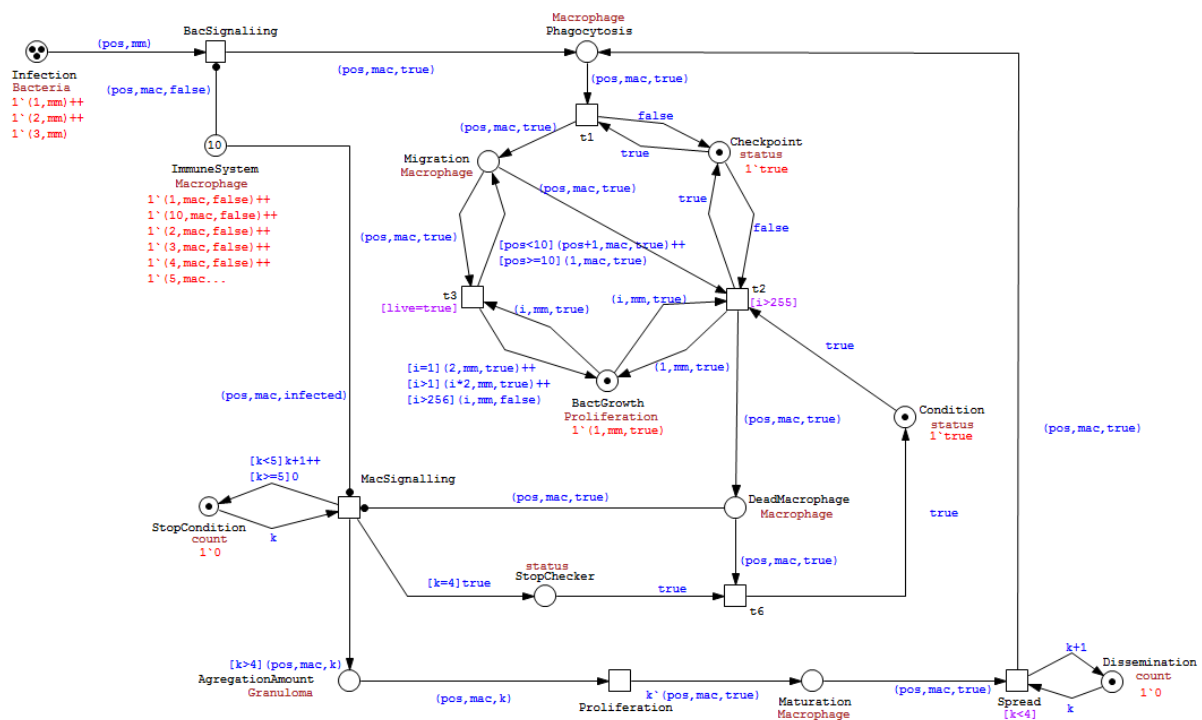 Macrophage
Phagocytosis
BacSignaliing
(pos,mm)
(pos,mac,true)
(pos,mac,true)
Infection
Bacteria
1`(1,mm)++
1`(2,mm)++
1`(3,mm)
(pos,mac,false)
10
ImmuneSystem
Macrophage
1`(1,mac,false)++
1`(10,mac,false)++
1`(2,mac,false)++
1`(3,mac,false)++
1`(4,mac,false)++
1`(5,mac...
(pos,mac,true)
t1
false
true
Checkpoint
status
1`true
Migration
Macrophage
(pos,mac,true)
true
false
(pos,mac,true)
[pos<10](pos+1,mac,true)++
[pos>=10](1,mac,true)
t3
[live=true]
(i,mm,true)
(i,mm,true)
t2
[i>255]
true
[i=1](2,mm,true)++
[i>1](i*2,mm,true)++
[i>256](i,mm,false)
(1,mm,true)
BactGrowth
Proliferation
1`(1,mm,true)
(pos,mac,infected)
(pos,mac,true)
Condition
status
1`true
(pos,mac,true)
[k<5]k+1++
[k>=5]0
MacSignalling
(pos,mac,true)
DeadMacrophage
Macrophage
StopCondition
count
1`0
k
true
(pos,mac,true)
status
StopChecker
[k=4]true
true
t6
[k>4](pos,mac,k)
AgregationAmount
Granuloma
(pos,mac,k)
Proliferation
k`(pos,mac,true)
Maturation
Macrophage
(pos,mac,true)
Spread
[k<4]
k+1
k
Dissemination
count
1`0